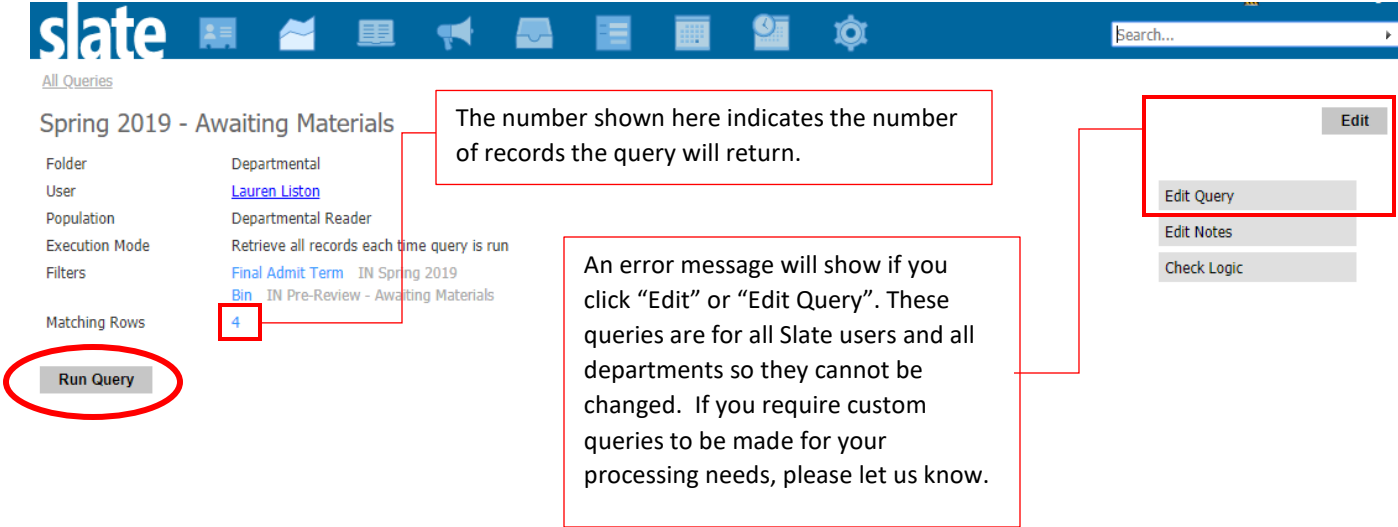 slate
Search...
All Queries
Spring 2019 - Awaiting Materials
The number shown here indicates the number
of records the query will return.
Edit
Folder Departmental
User Lauren Liston
Population Departmental Reader
Execution Mode Retrieve all records each time query is run
Filters Final Admit Term IN Spring 2019
Bin IN Pre-Review - Awaiting Materials
Matching Rows 4
Run Query
Edit Query
Edit Notes
Check Logic
An error message will show if you
click “Edit” or “Edit Query”. These
queries are for all Slate users and all
departments so they cannot be
changed.  If you require custom
queries to be made for your
processing needs, please let us know.